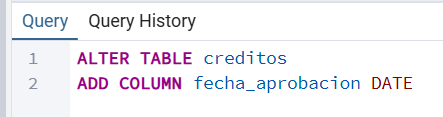 Query Query History
1 ALTER TABLE creditos
2 ADD COLUMN fecha_aprobacion DATE